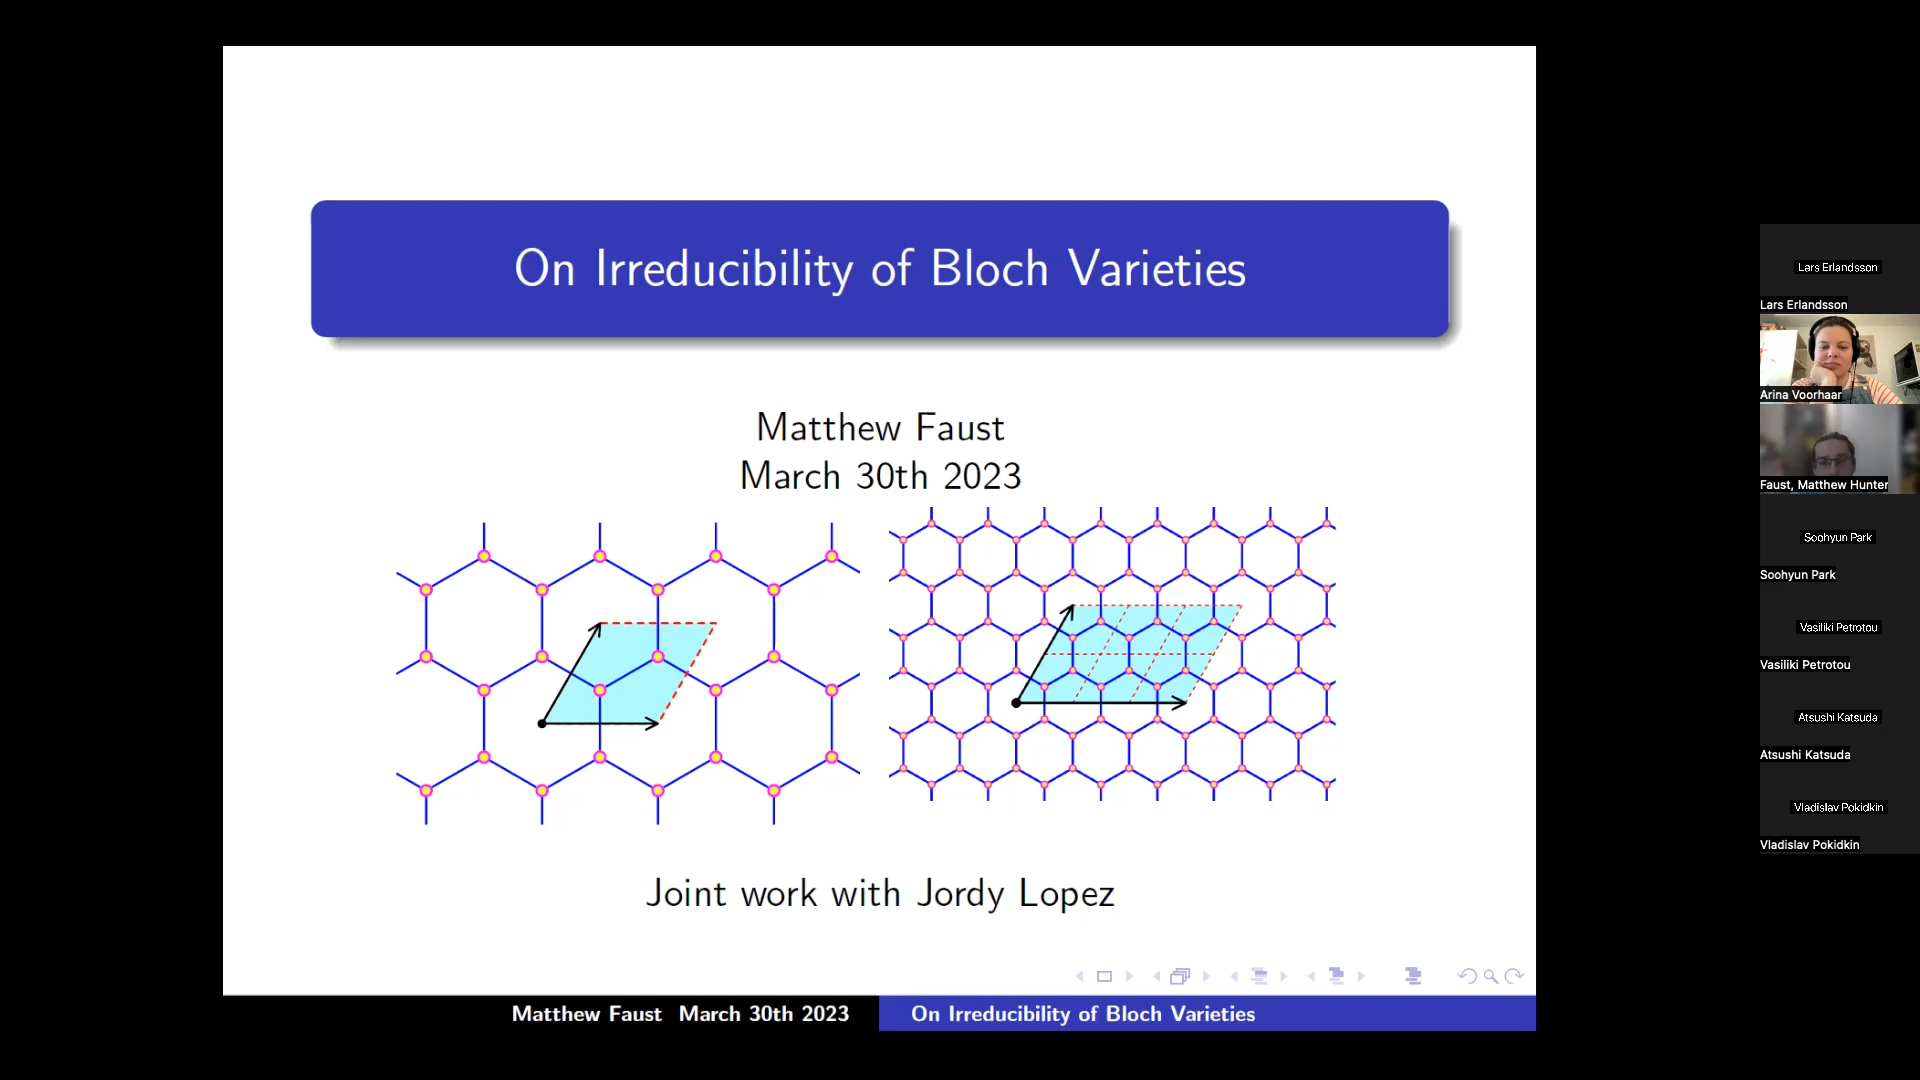 On Irreducibility of Bloch Varieties
Matthew Faust
March 30th 2023
Joint work with Jordy Lopez
Matthew Faust March 30th 2023
On Irreducibility of Bloch Varieties
Lars Erlandsson
Lars Erlandsson
Arina Voorhaar
Faust, Matthew Hunter
Soohyun Park
Soohyun Park
Vasiliki Petrotou
Vasiliki Petrotou
Atsushi Katsuda
Atsushi Katsuda
Vladislav Pokidkin
Vladislav Pokidkin